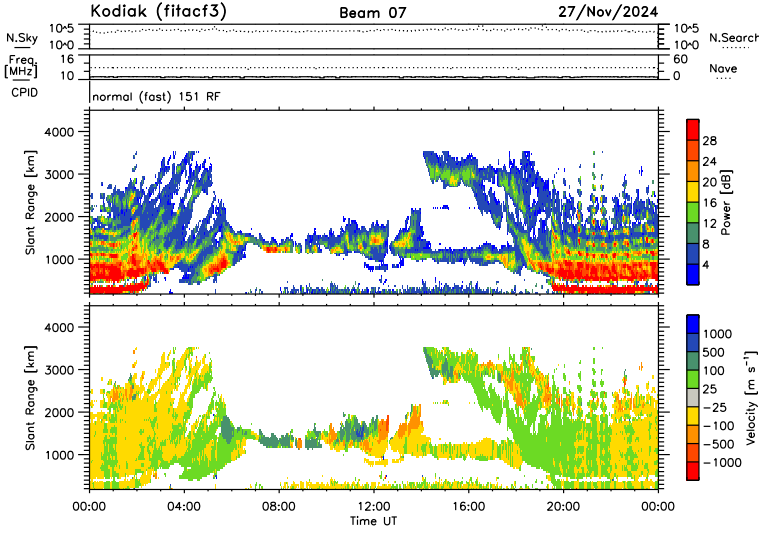 Kodiak (fitacf3) Beam 07 27/Nov/2024
N.Sky 10^5 10^0 10^5 10^0 N.Search
Freq. [MHz] 16 10 60 0 Nave
CPID normal (fast) 151 RF
Slant Range [km] 4000 3000 2000 1000
Power [dB] 28 24 20 16 12 8 4
Slant Range [km] 4000 3000 2000 1000
Velocity [m s⁻¹] 1000 500 100 25 −25 −100 −500 −1000
00:00 04:00 08:00 12:00 16:00 20:00 00:00
Time UT